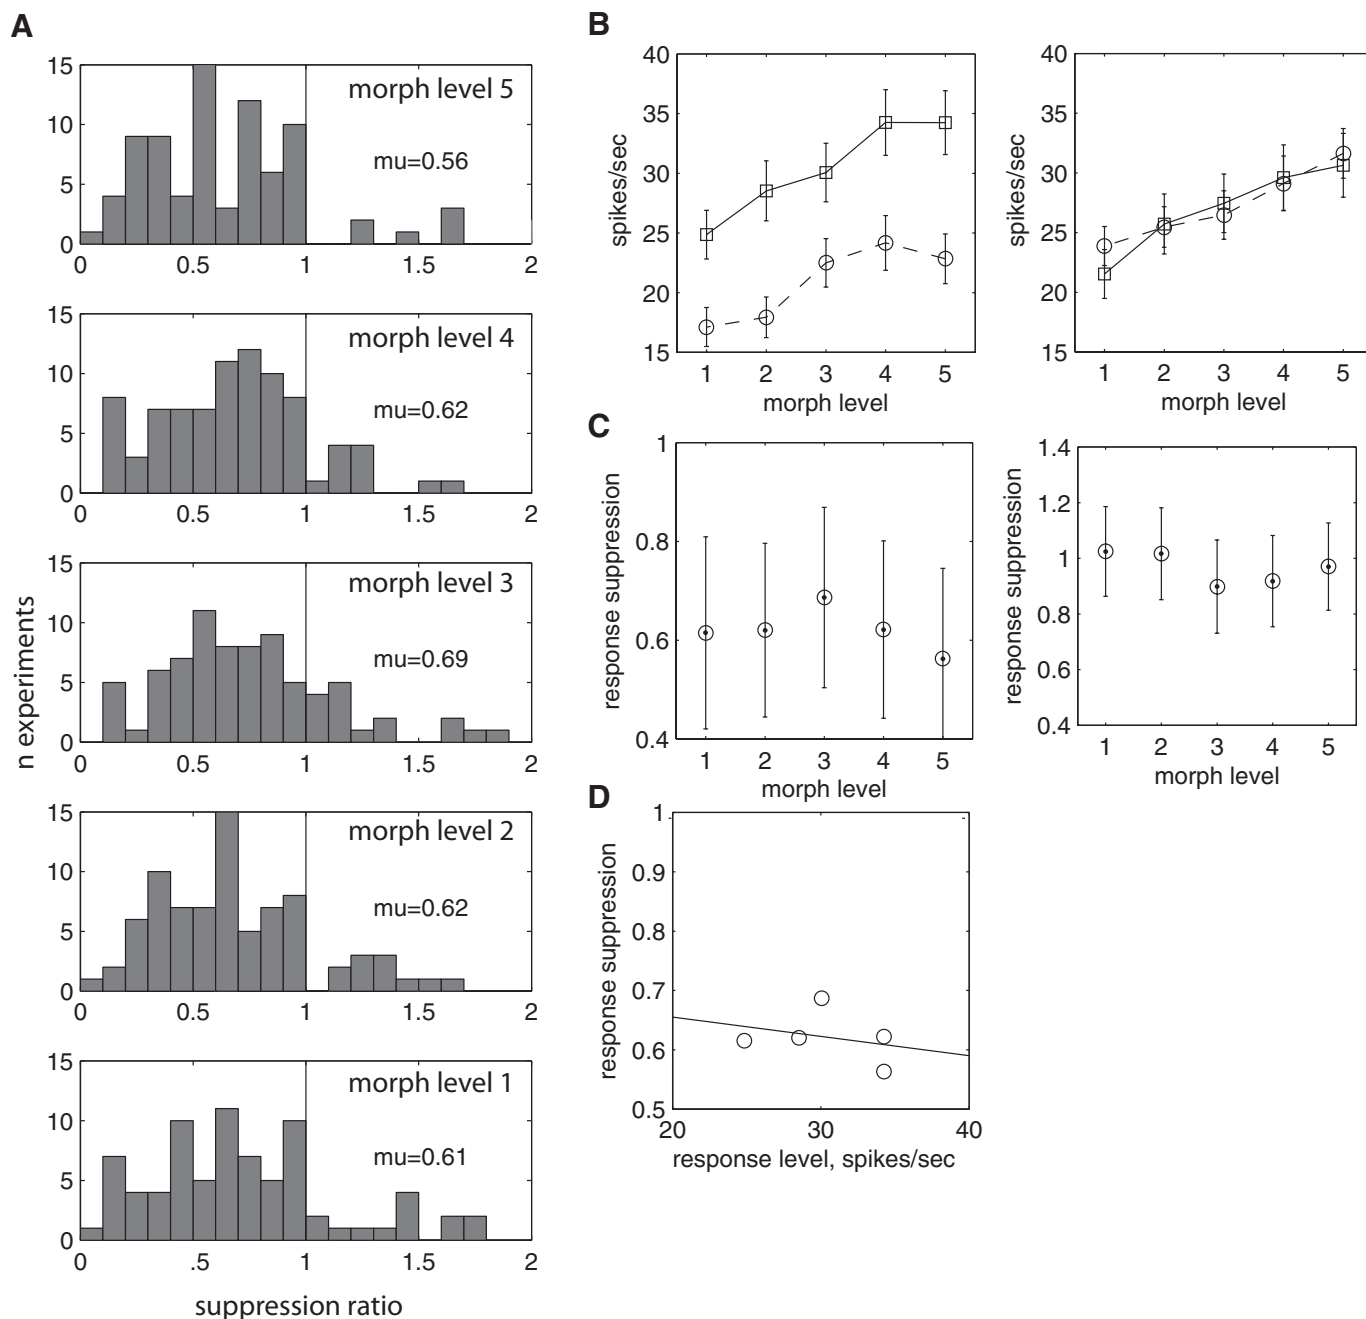 A
15
10
5
0
morph level 5
mu=0.56
0 0.5 1 1.5 2
15
10
5
0
morph level 4
mu=0.62
0 0.5 1 1.5 2
n experiments
15
10
5
0
morph level 3
mu=0.69
0 0.5 1 1.5 2
15
10
5
0
morph level 2
mu=0.62
0 0.5 1 1.5 2
15
10
5
0
morph level 1
mu=0.61
0 .5 1 1.5 2
suppression ratio
B
spikes/sec
40
35
30
25
20
15
1 2 3 4 5
morph level
spikes/sec
40
35
30
25
20
15
1 2 3 4 5
morph level
C
response suppression
1
0.8
0.6
0.4
1 2 3 4 5
morph level
response suppression
1.4
1.2
1
0.8
0.6
0.4
1 2 3 4 5
morph level
D
response suppression
1
0.9
0.8
0.7
0.6
0.5
20 30 40
response level, spikes/sec